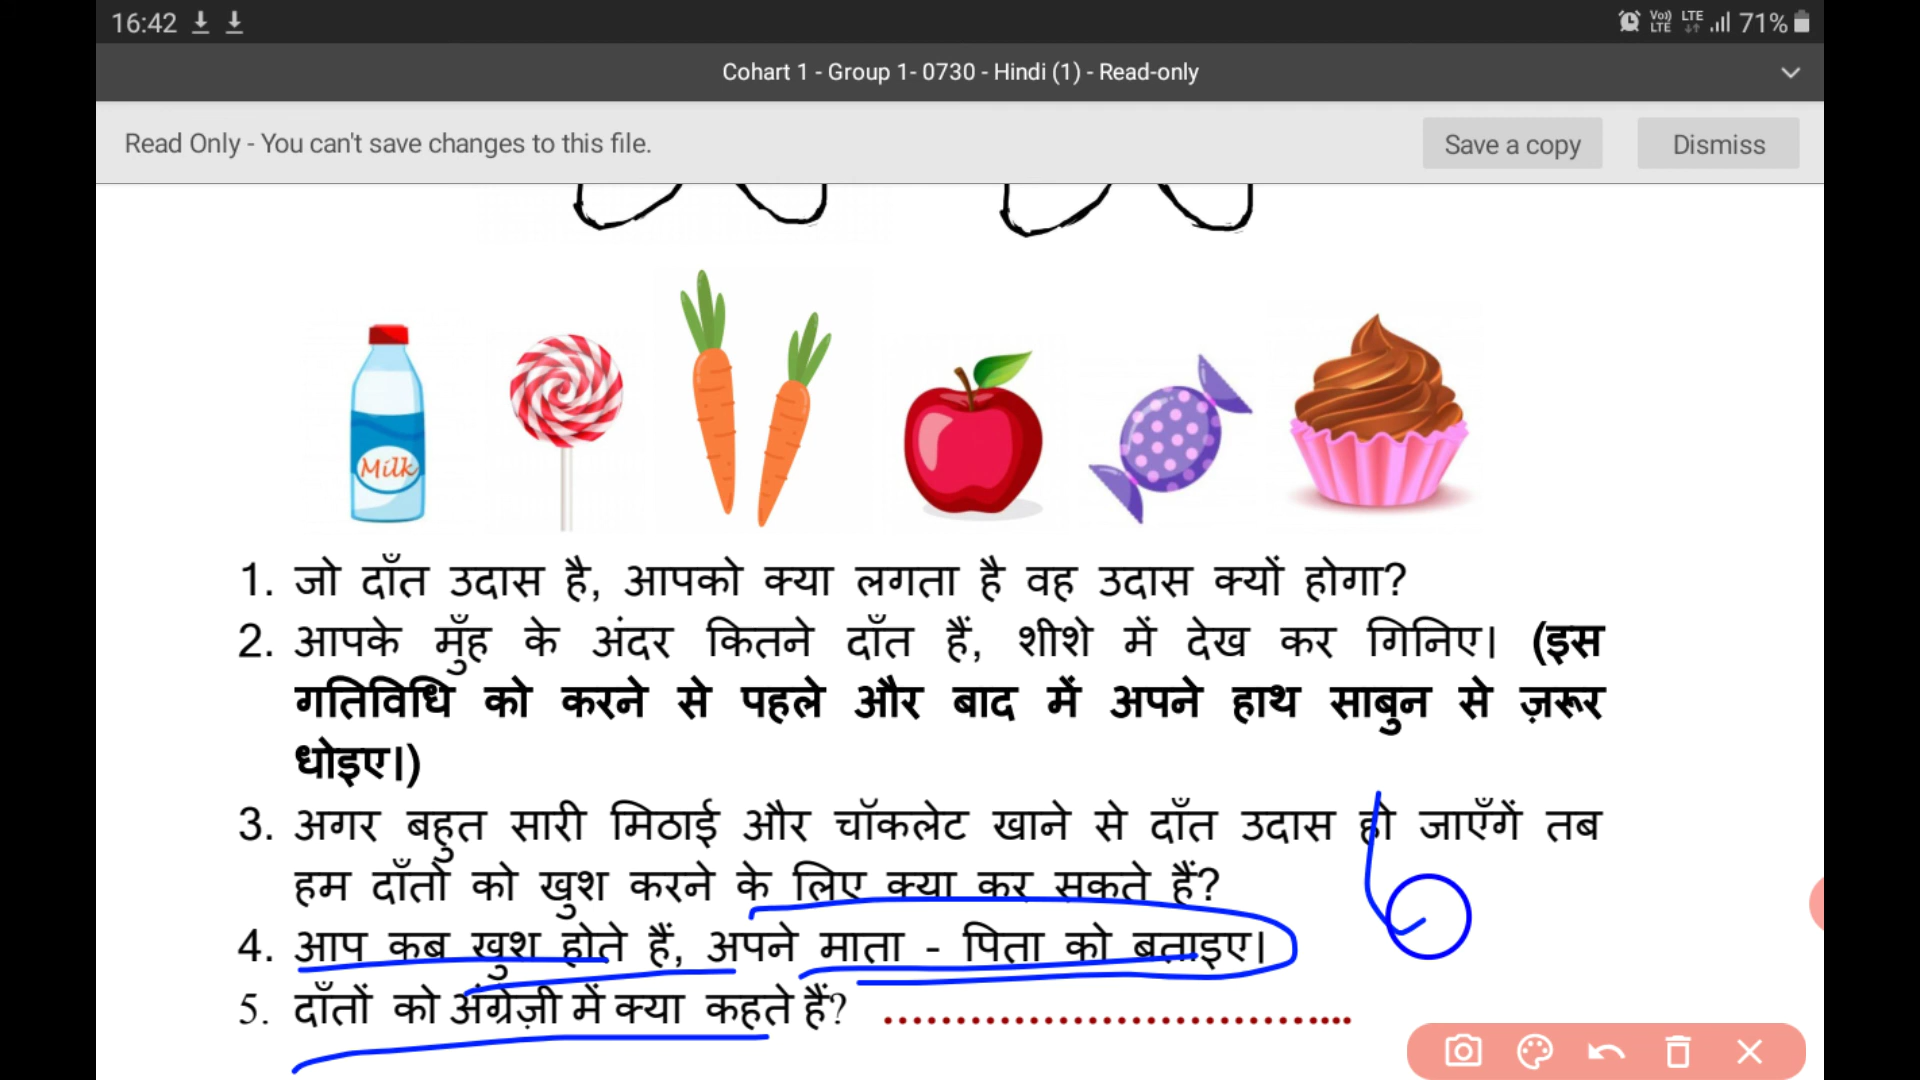 16:42
Vo)) LTE LTE 71%
Cohart 1 - Group 1- 0730 - Hindi (1) - Read-only
Read Only - You can't save changes to this file.
Save a copy
Dismiss
Milk
1. जो दाँत उदास है, आपको क्या लगता है वह उदास क्यों होगा?
2. आपके मुँह के अंदर कितने दाँत हैं, शीशे में देख कर गिनिए। (इस
गतिविधि को करने से पहले और बाद में अपने हाथ साबुन से ज़रूर
धोइए।)
3. अगर बहुत सारी मिठाई और चॉकलेट खाने से दाँत उदास हो जाएँगें तब
हम दाँतो को खुश करने के लिए क्या कर सकते हैं?
4. आप कब खुश होते हैं, अपने माता - पिता को बताइए।
5. दाँतों को अंग्रेज़ी में क्या कहते हैं? ................................